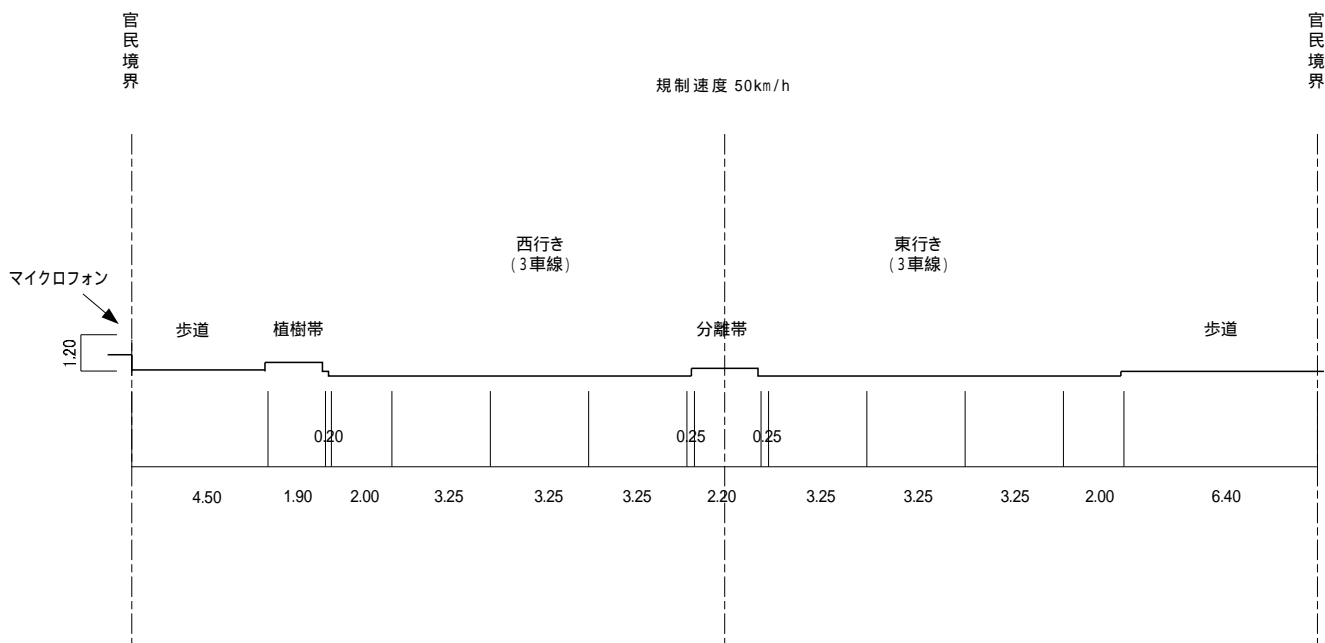 官民境界
官民境界
規制速度 50km/h
西行き
(3車線)
東行き
(3車線)
マイクロフォン
歩道
植樹帯
分離帯
歩道
1.20
0.20
0.25
0.25
4.50
1.90
2.00
3.25
3.25
3.25
2.20
3.25
3.25
3.25
2.00
6.40